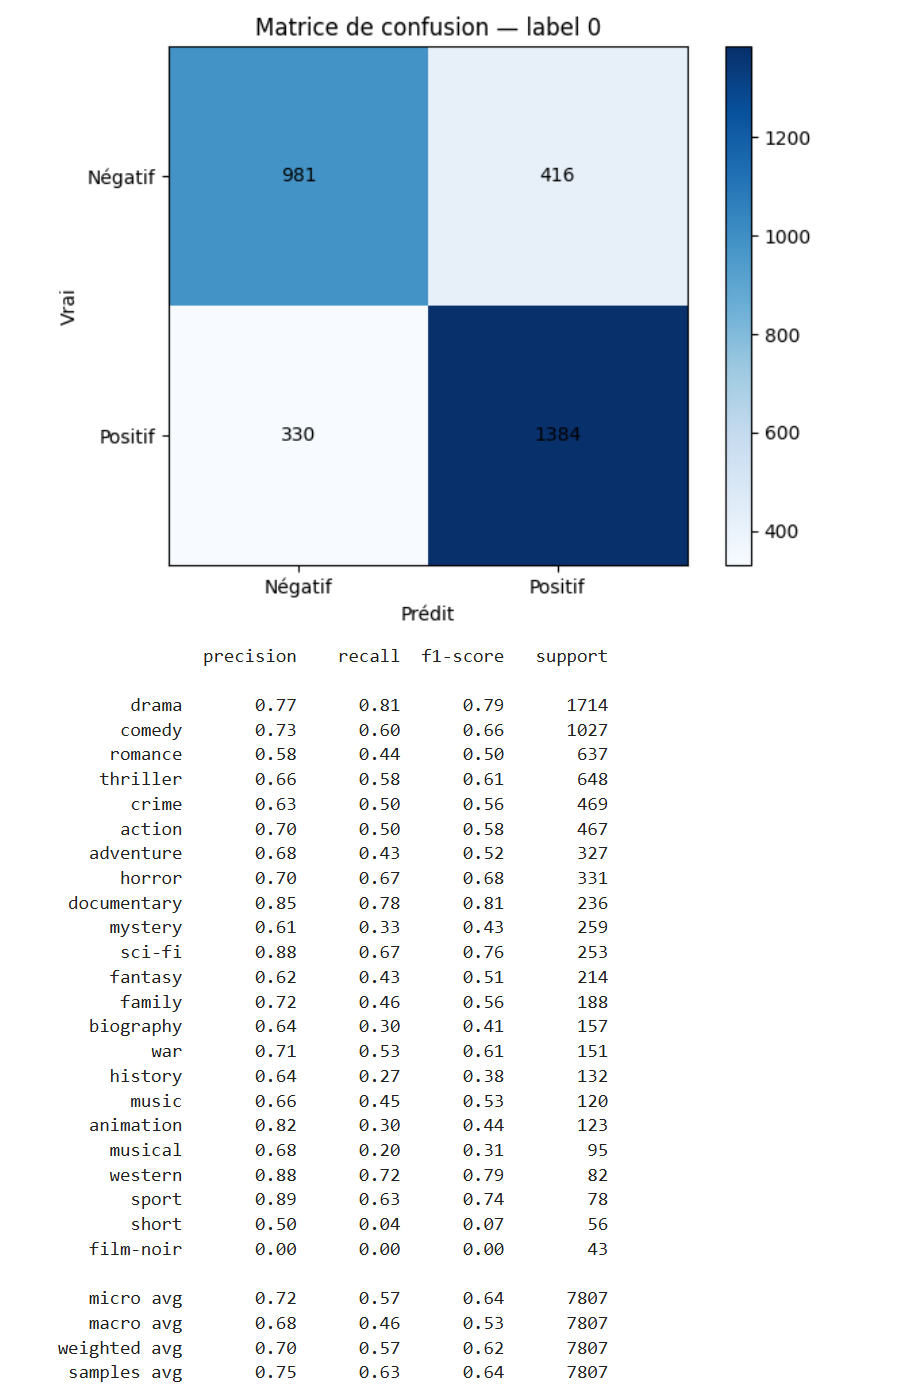 Matrice de confusion — label 0
Négatif 981 416 1200
1000
Vrai 800
Positif 330 1384 600
400
Négatif Positif
Prédit
precision recall f1-score support
drama 0.77 0.81 0.79 1714
comedy 0.73 0.60 0.66 1027
romance 0.58 0.44 0.50 637
thriller 0.66 0.58 0.61 648
crime 0.63 0.50 0.56 469
action 0.70 0.50 0.58 467
adventure 0.68 0.43 0.52 327
horror 0.70 0.67 0.68 331
documentary 0.85 0.78 0.81 236
mystery 0.61 0.33 0.43 259
sci-fi 0.88 0.67 0.76 253
fantasy 0.62 0.43 0.51 214
family 0.72 0.46 0.56 188
biography 0.64 0.30 0.41 157
war 0.71 0.53 0.61 151
history 0.64 0.27 0.38 132
music 0.66 0.45 0.53 120
animation 0.82 0.30 0.44 123
musical 0.68 0.20 0.31 95
western 0.88 0.72 0.79 82
sport 0.89 0.63 0.74 78
short 0.50 0.04 0.07 56
film-noir 0.00 0.00 0.00 43
micro avg 0.72 0.57 0.64 7807
macro avg 0.68 0.46 0.53 7807
weighted avg 0.70 0.57 0.62 7807
samples avg 0.75 0.63 0.64 7807